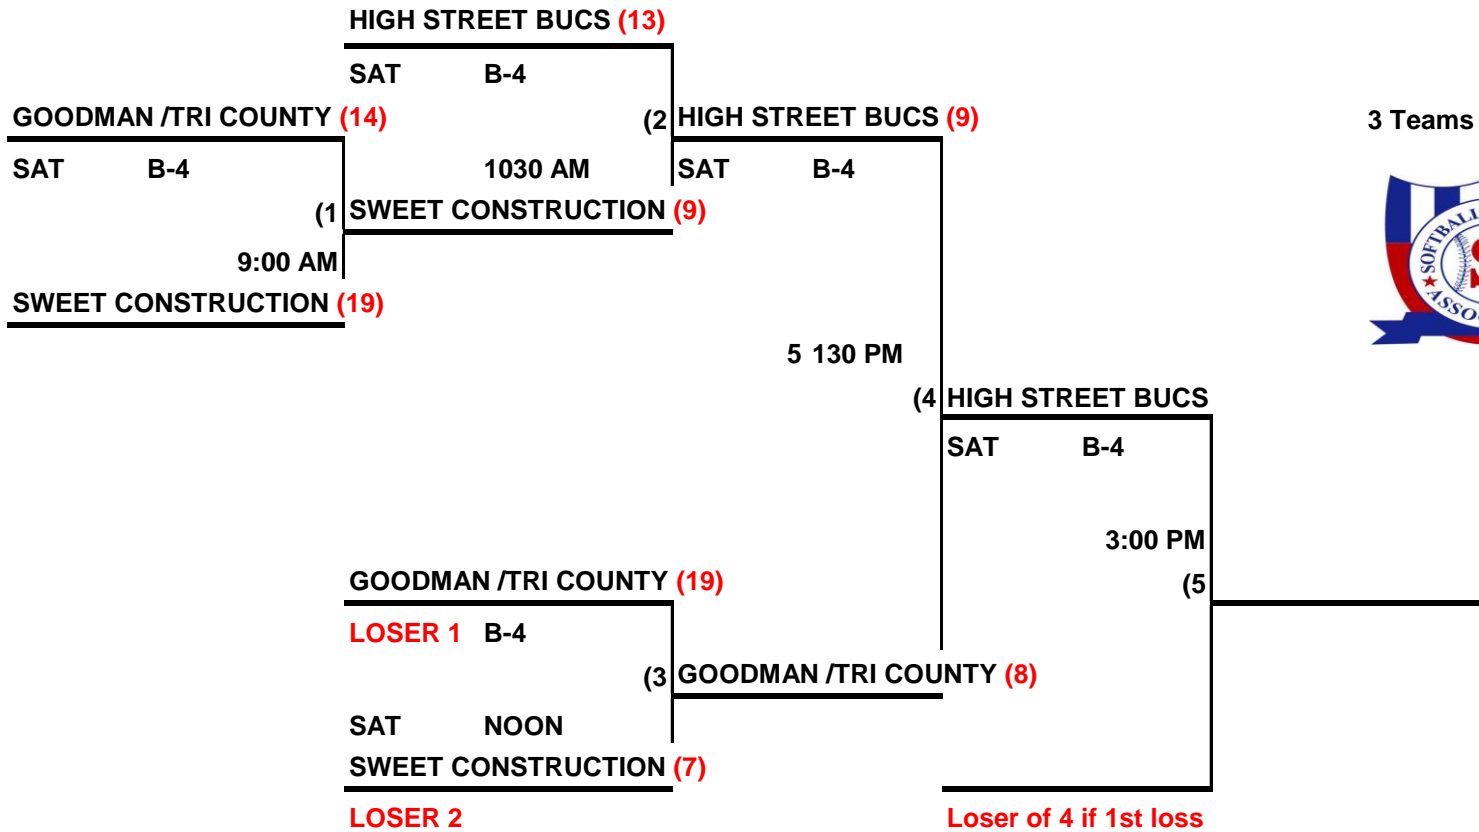 HIGH STREET BUCS (13)
SAT B-4
GOODMAN /TRI COUNTY (14)
(2 HIGH STREET BUCS (9)
3 Teams
SAT B-4
1030 AM
SAT B-4
(1 SWEET CONSTRUCTION (9)
9:00 AM
SWEET CONSTRUCTION (19)
SOFTBALL
5 130 PM
(4 HIGH STREET BUCS
SAT B-4
3:00 PM
GOODMAN /TRI COUNTY (19)
(5
LOSER 1 B-4
(3 GOODMAN /TRI COUNTY (8)
SAT NOON
SWEET CONSTRUCTION (7)
LOSER 2
Loser of 4 if 1st loss